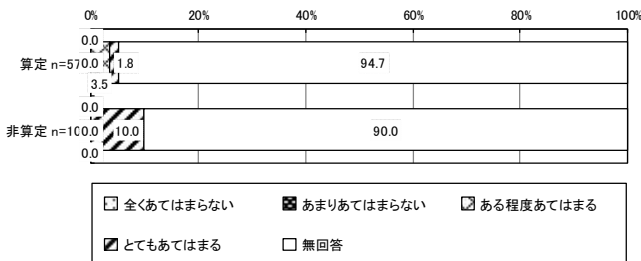 0% 20% 40% 60% 80% 100%
0.0
算定 n=57 0.0 1.8 94.7
3.5
0.0
非算定 n=10 0.0 10.0 90.0
0.0
全くあてはまらない あまりあてはまらない ある程度あてはまる
とてもあてはまる 無回答